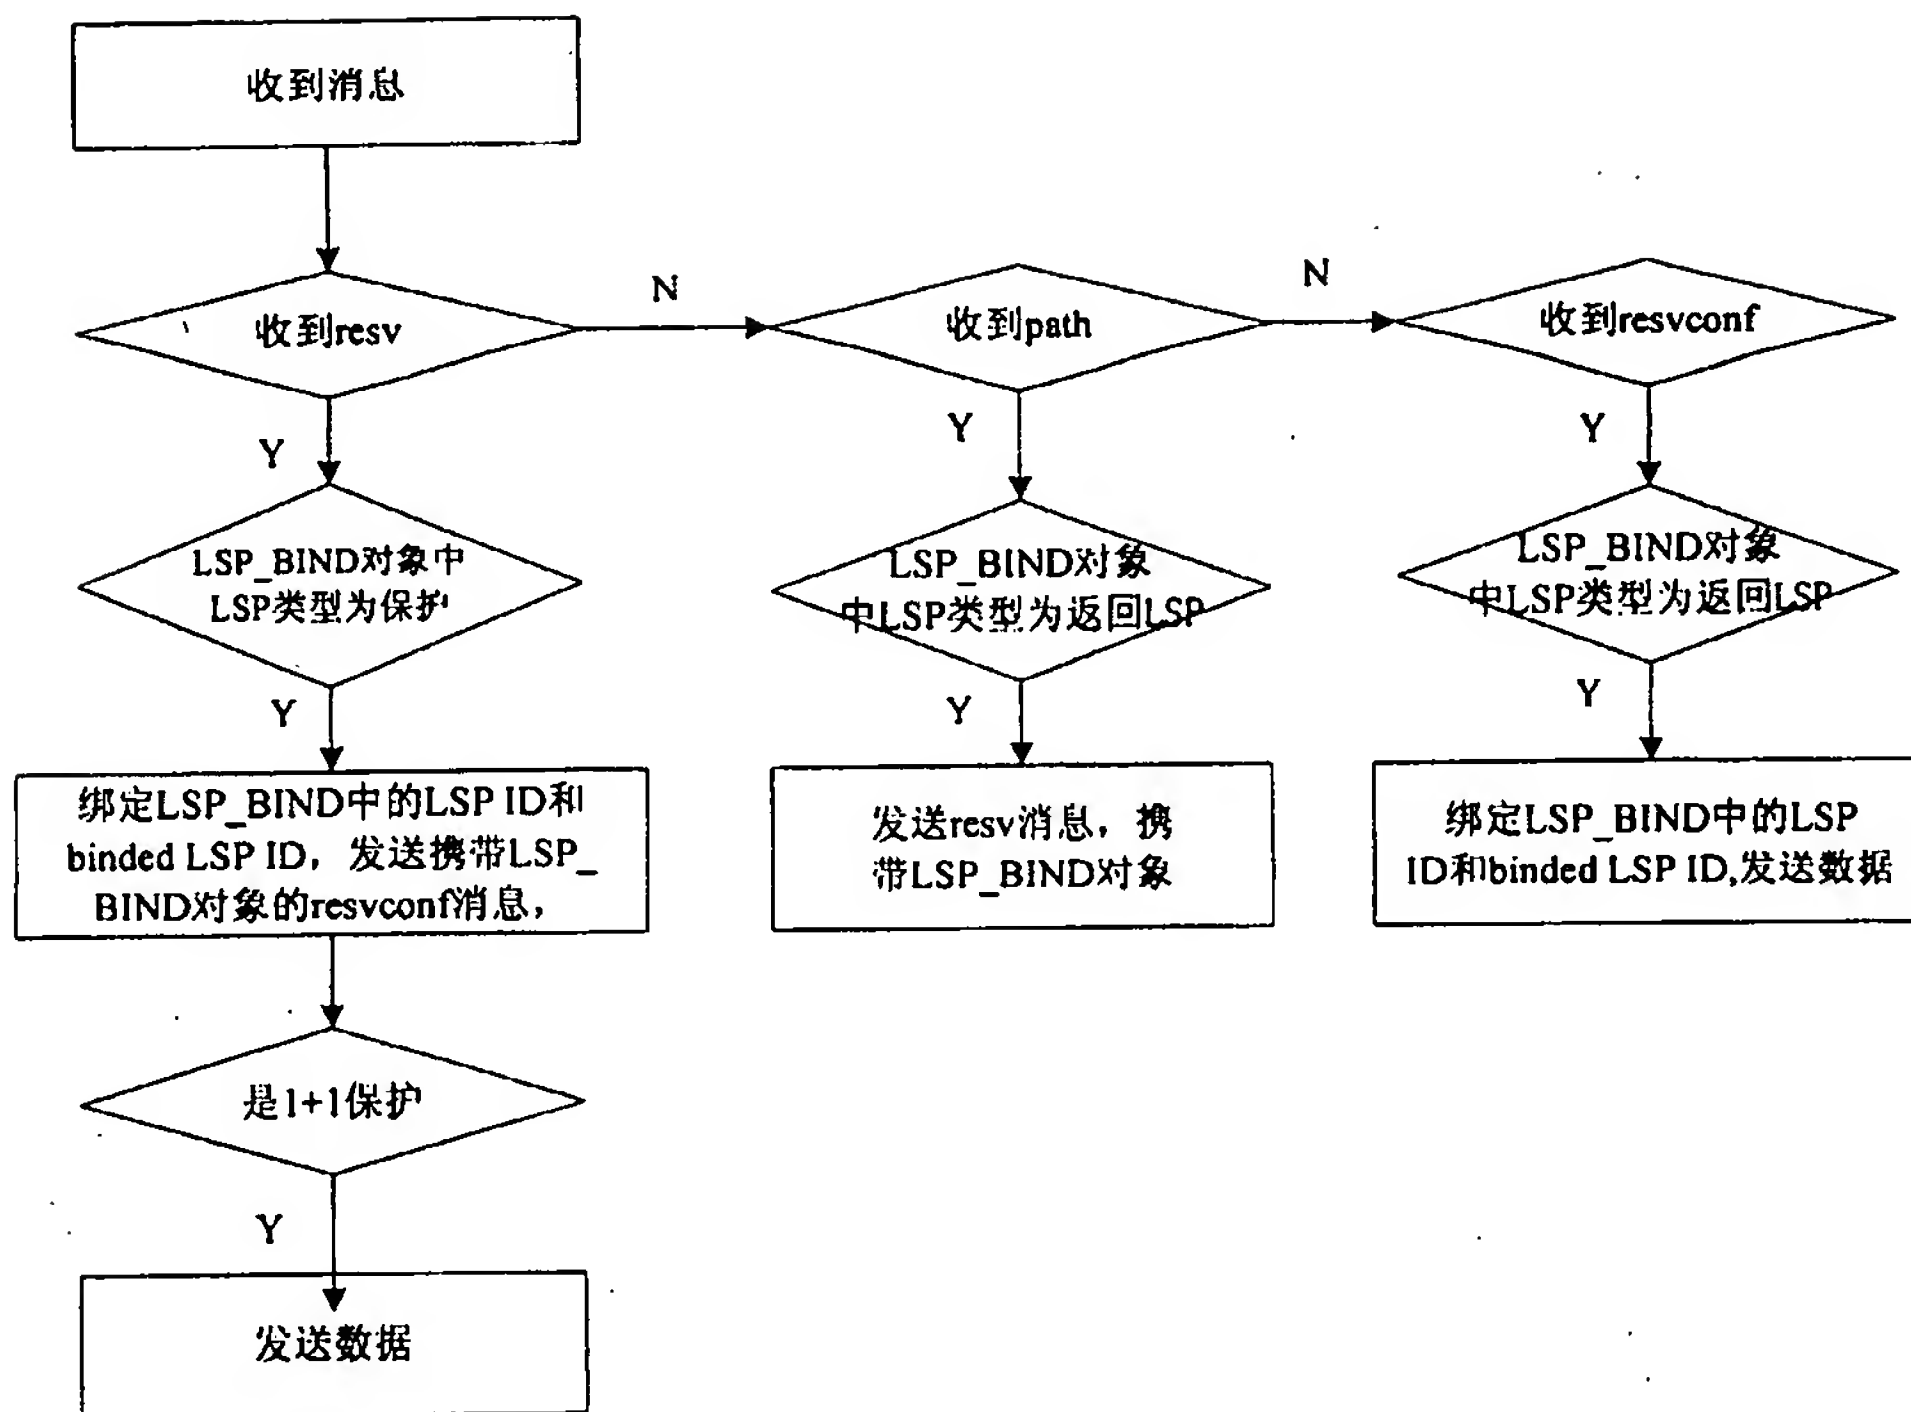 收到消息
收到resv
N
收到path
N
收到resvconf
Y
Y
Y
LSP_BIND对象中
LSP类型为保护
LSP_BIND对象
中LSP类型为返回LSP
LSP_BIND对象
中LSP类型为返回LSP
Y
Y
Y
绑定LSP_BIND中的LSP ID和
binded LSP ID，发送携带LSP_
BIND对象的resvconf消息，
发送resv消息，携
带LSP_BIND对象
绑定LSP_BIND中的LSP
ID和binded LSP ID,发送数据
是1+1保护
Y
发送数据